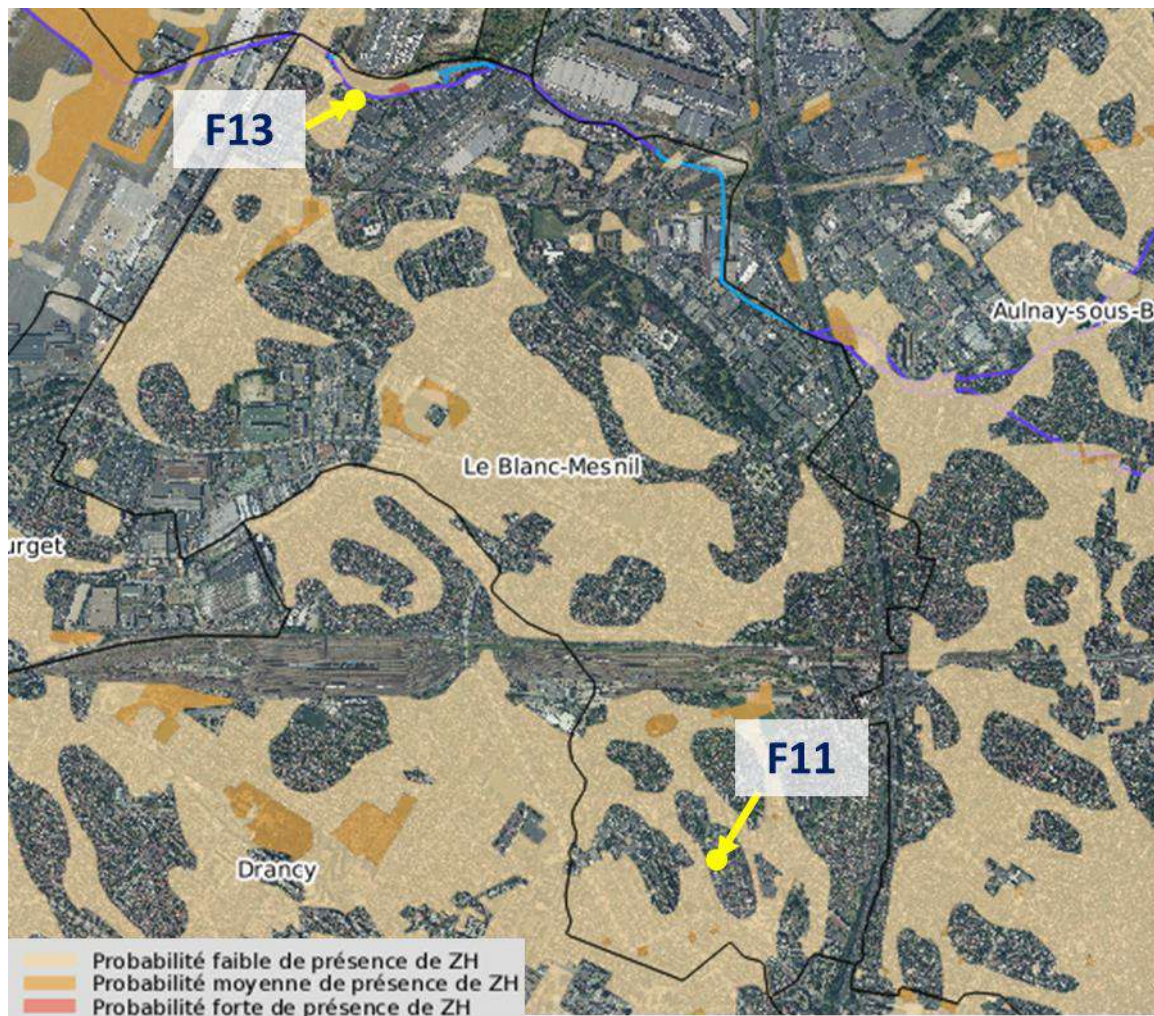 F13
Aulnay-sous-B
Le Blanc-Mesnil
urget
F11
Drancy
Probabilité faible de présence de ZH
Probabilité moyenne de présence de ZH
Probabilité forte de présence de ZH